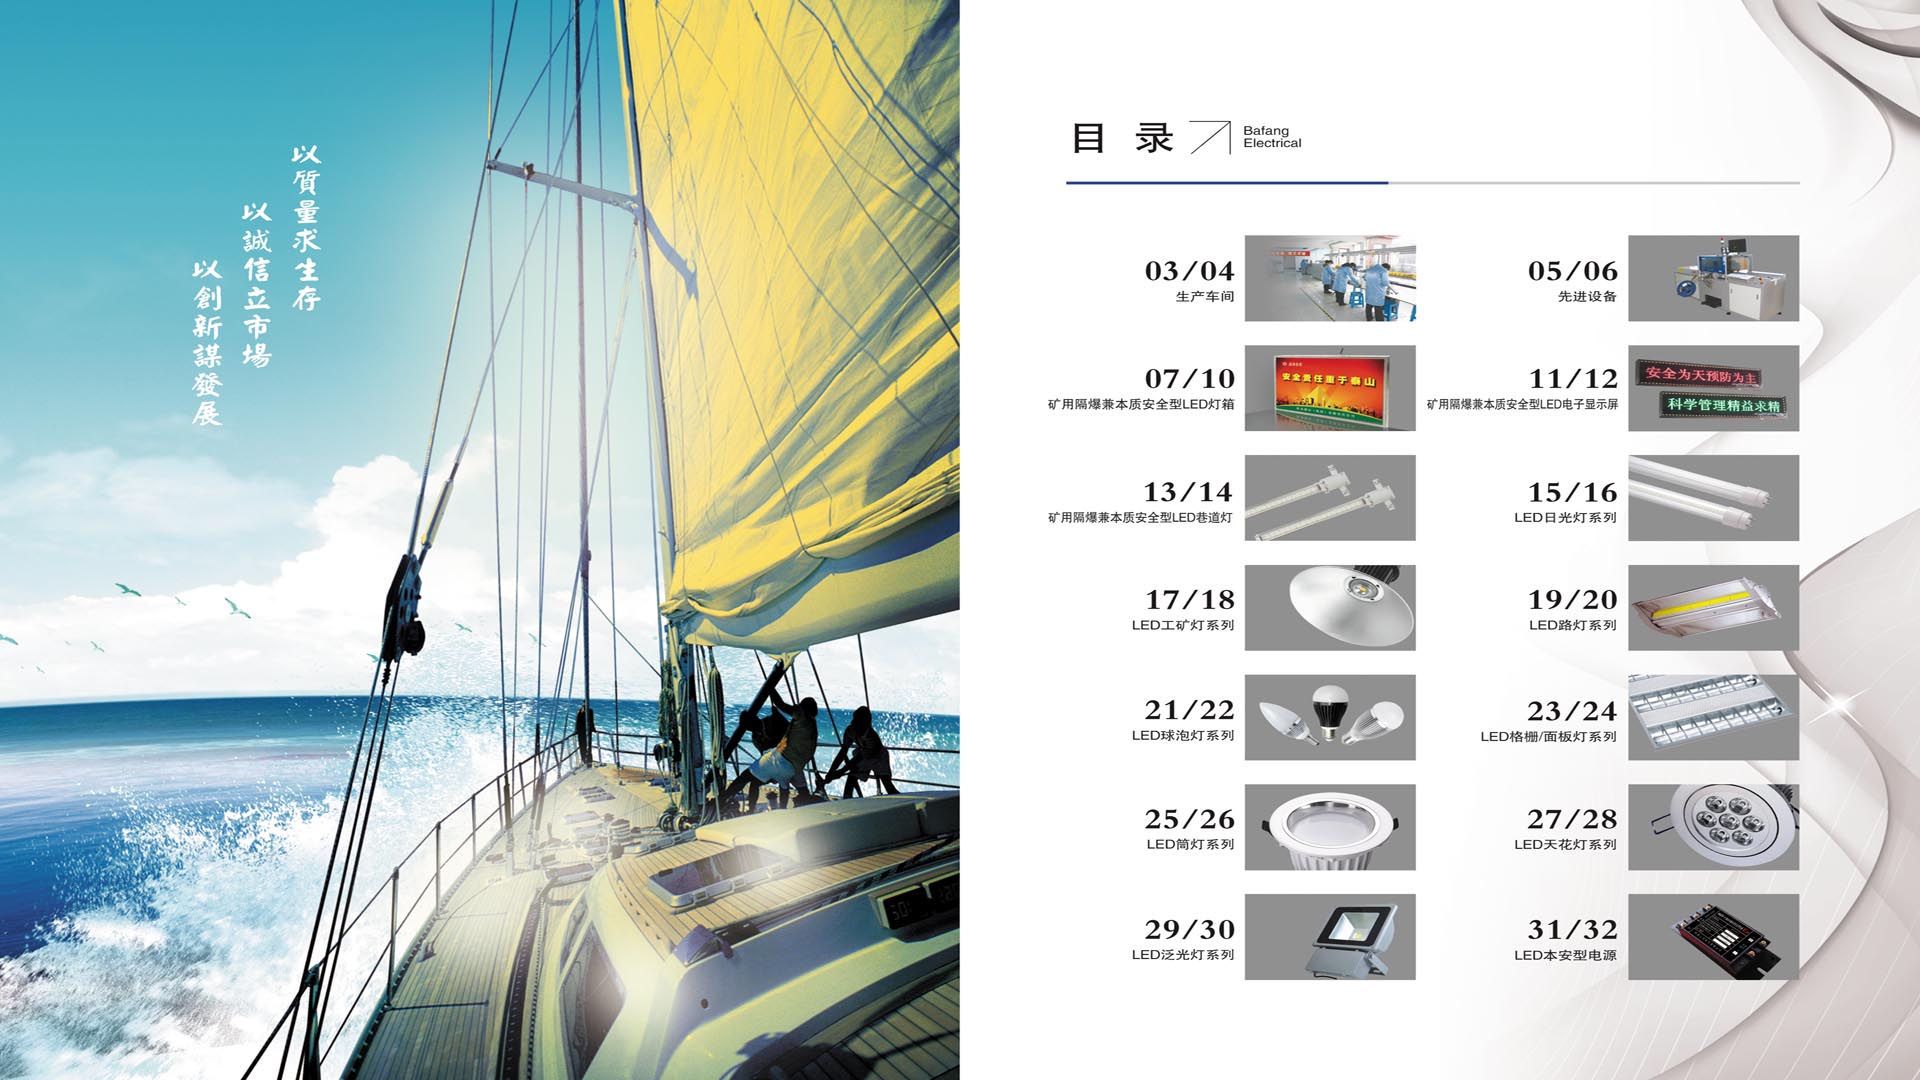 以質量求生存
以誠信立市場
以創新謀發展
目 录
Bafang
Electrical
03/04
生产车间
05/06
先进设备
07/10
矿用隔爆兼本质安全型LED灯箱
安全责任重于泰山
11/12
矿用隔爆兼本质安全型LED电子显示屏
安全为天预防为主
科学管理精益求精
13/14
矿用隔爆兼本质安全型LED巷道灯
15/16
LED日光灯系列
17/18
LED工矿灯系列
19/20
LED路灯系列
21/22
LED球泡灯系列
23/24
LED格栅/面板灯系列
25/26
LED筒灯系列
27/28
LED天花灯系列
29/30
LED泛光灯系列
31/32
LED本安型电源